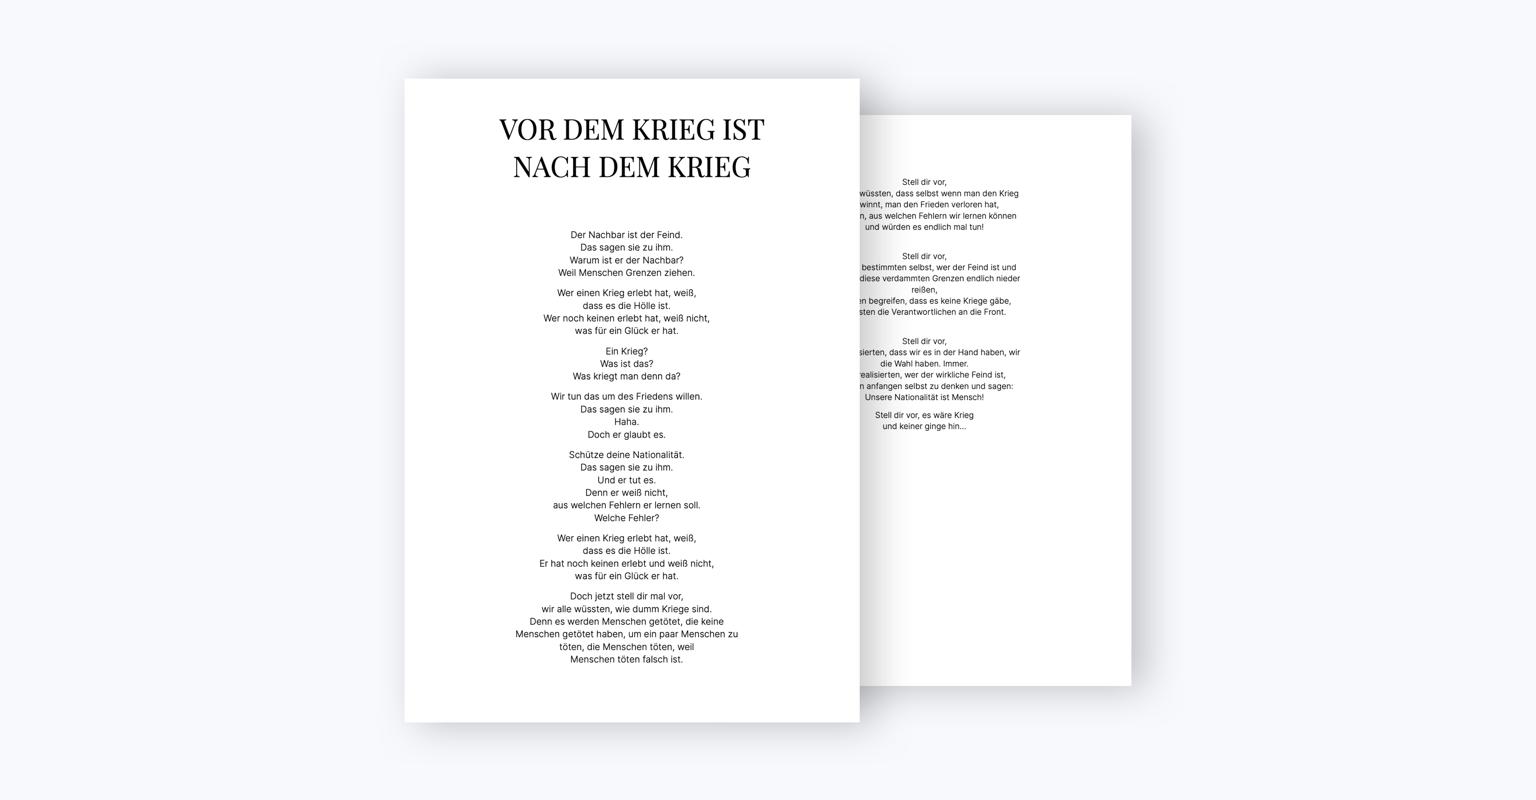 VOR DEM KRIEG IST
NACH DEM KRIEG
Der Nachbar ist der Feind.
Das sagen sie zu ihm.
Warum ist er der Nachbar?
Weil Menschen Grenzen ziehen.
Wer einen Krieg erlebt hat, weiß,
dass es die Hölle ist.
Wer noch keinen erlebt hat, weiß nicht,
was für ein Glück er hat.
Ein Krieg?
Was ist das?
Was kriegt man denn da?
Wir tun das um des Friedens willen.
Das sagen sie zu ihm.
Haha.
Doch er glaubt es.
Schütze deine Nationalität.
Das sagen sie zu ihm.
Und er tut es.
Denn er weiß nicht,
aus welchen Fehlern er lernen soll.
Welche Fehler?
Wer einen Krieg erlebt hat, weiß,
dass es die Hölle ist.
Er hat noch keinen erlebt und weiß nicht,
was für ein Glück er hat.
Doch jetzt stell dir mal vor,
wir alle wüssten, wie dumm Kriege sind.
Denn es werden Menschen getötet, die keine
Menschen getötet haben, um ein paar Menschen zu
töten, die Menschen töten, weil
Menschen töten falsch ist.
Stell dir vor,
wüssten, dass selbst wenn man den Krieg
winnt, man den Frieden verloren hat,
n, aus welchen Fehlern wir lernen können
und würden es endlich mal tun!
Stell dir vor,
bestimmten selbst, wer der Feind ist und
diese verdammten Grenzen endlich nieder
reißen,
en begreifen, dass es keine Kriege gäbe,
sten die Verantwortlichen an die Front.
Stell dir vor,
sierten, dass wir es in der Hand haben, wir
die Wahl haben. Immer.
realisierten, wer der wirkliche Feind ist,
n anfangen selbst zu denken und sagen:
Unsere Nationalität ist Mensch!
Stell dir vor, es wäre Krieg
und keiner ginge hin...